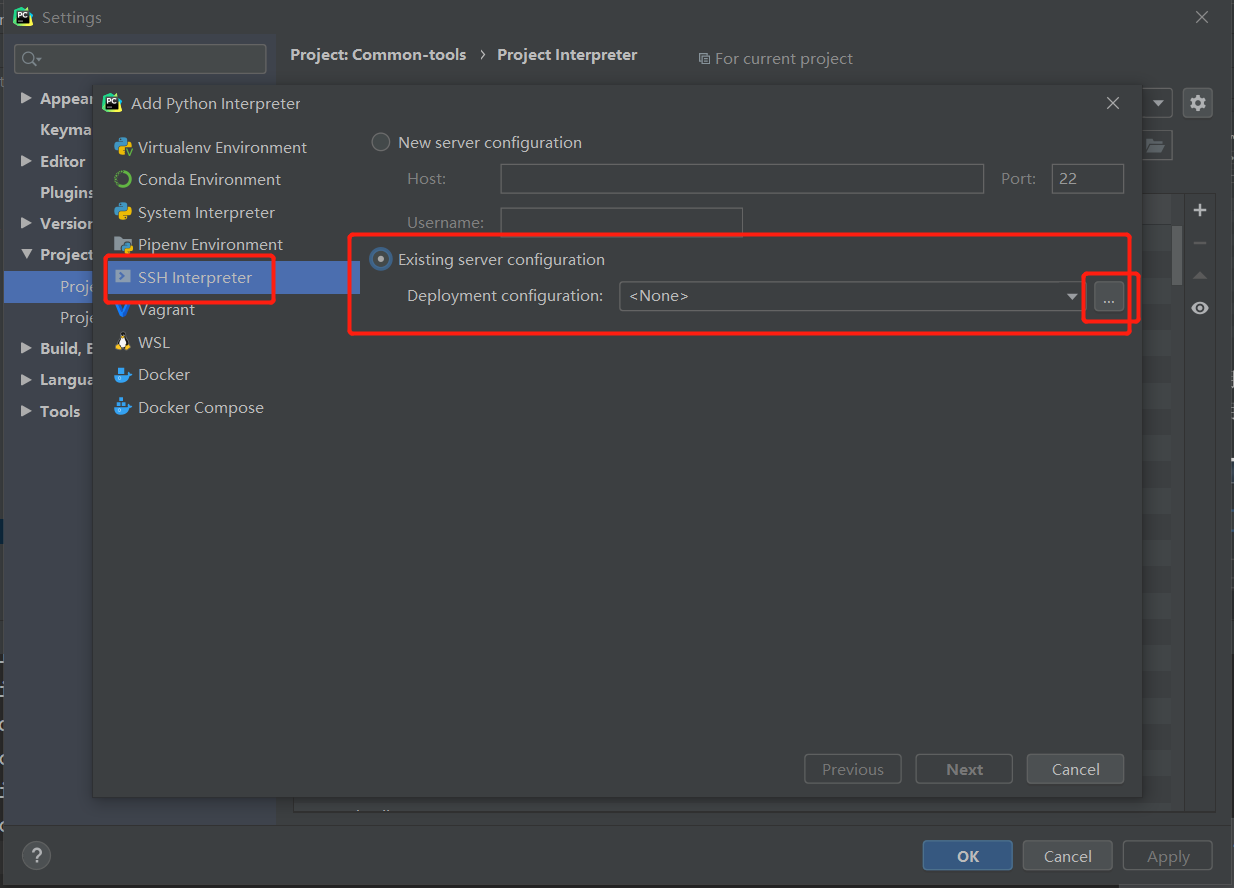 Settings
Project: Common-tools › Project Interpreter For current project
Appea
Keyma
Editor
Plugins
Version
Project
Proje
Proje
Build, E
Langua
Tools
Add Python Interpreter
Virtualenv Environment
Conda Environment
System Interpreter
Pipenv Environment
SSH Interpreter
Vagrant
WSL
Docker
Docker Compose
New server configuration
Host: Port: 22
Username:
Existing server configuration
Deployment configuration: <None> ...
Previous Next Cancel
? OK Cancel Apply